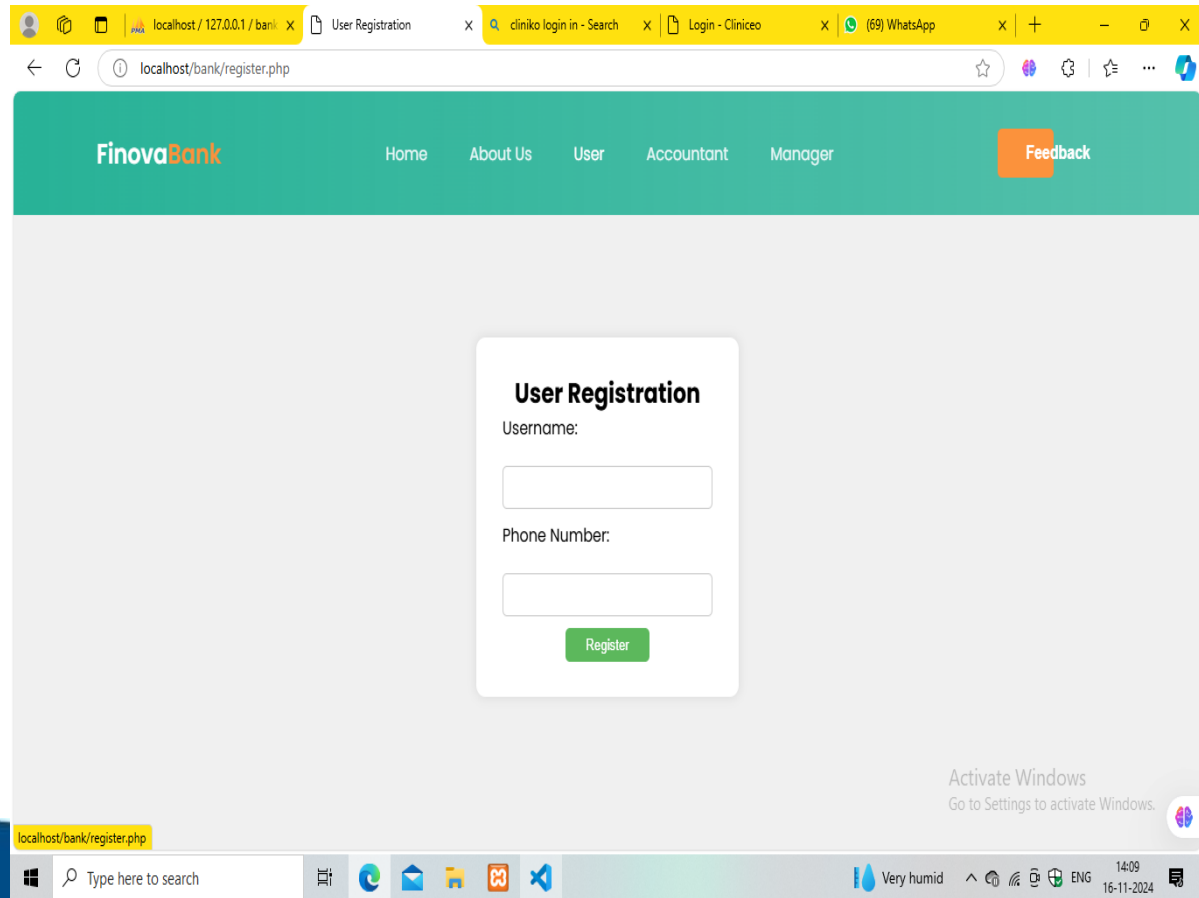 localhost / 127.0.0.1 / bank
User Registration
cliniko login in - Search
Login - Cliniceo
(69) WhatsApp
localhost/bank/register.php
FinovaBank
Home
About Us
User
Accountant
Manager
Feedback
User Registration
Username:
Phone Number:
Register
Activate Windows
Go to Settings to activate Windows.
localhost/bank/register.php
Type here to search
Very humid
ENG
14:09
16-11-2024